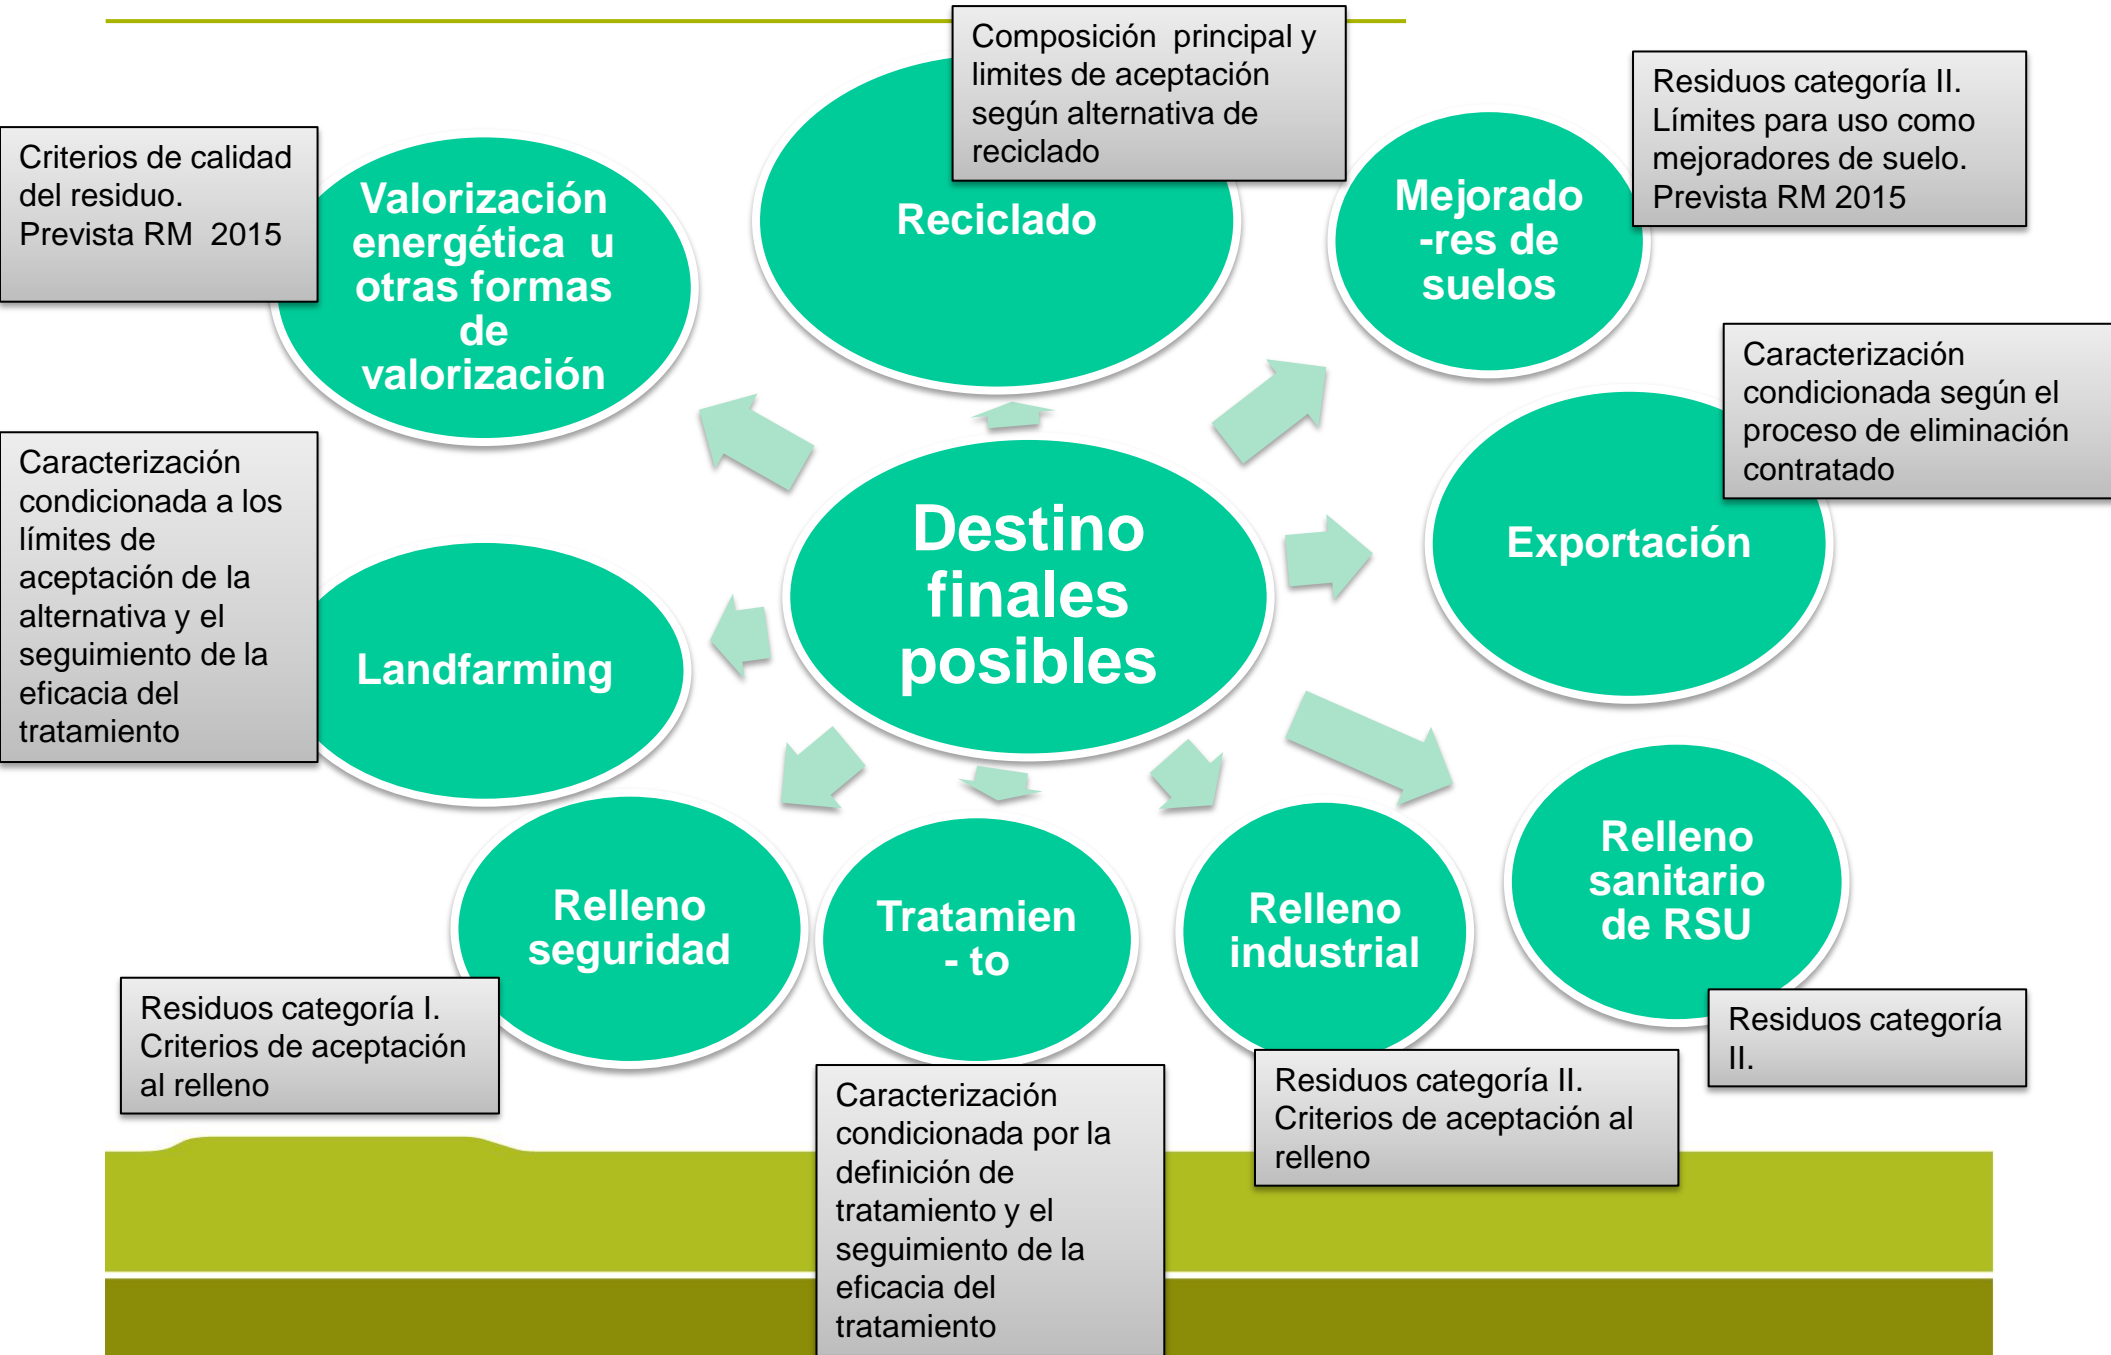 Composición principal y
limites de aceptación
según alternativa de
reciclado
Residuos categoría II.
Límites para uso como
mejoradores de suelo.
Prevista RM 2015
Criterios de calidad
del residuo.
Prevista RM 2015
Valorización
energética u
otras formas
de
valorización
Reciclado
Mejorado
-res de
suelos
Caracterización
condicionada según el
proceso de eliminación
contratado
Exportación
Caracterización
condicionada a los
límites de
aceptación de la
alternativa y el
seguimiento de la
eficacia del
tratamiento
Landfarming
Destino
finales
posibles
Relleno
seguridad
Tratamien
- to
Relleno
industrial
Relleno
sanitario
de RSU
Residuos categoría I.
Criterios de aceptación
al relleno
Caracterización
condicionada por la
definición de
tratamiento y el
seguimiento de la
eficacia del
tratamiento
Residuos categoría II.
Criterios de aceptación al
relleno
Residuos categoría
II.